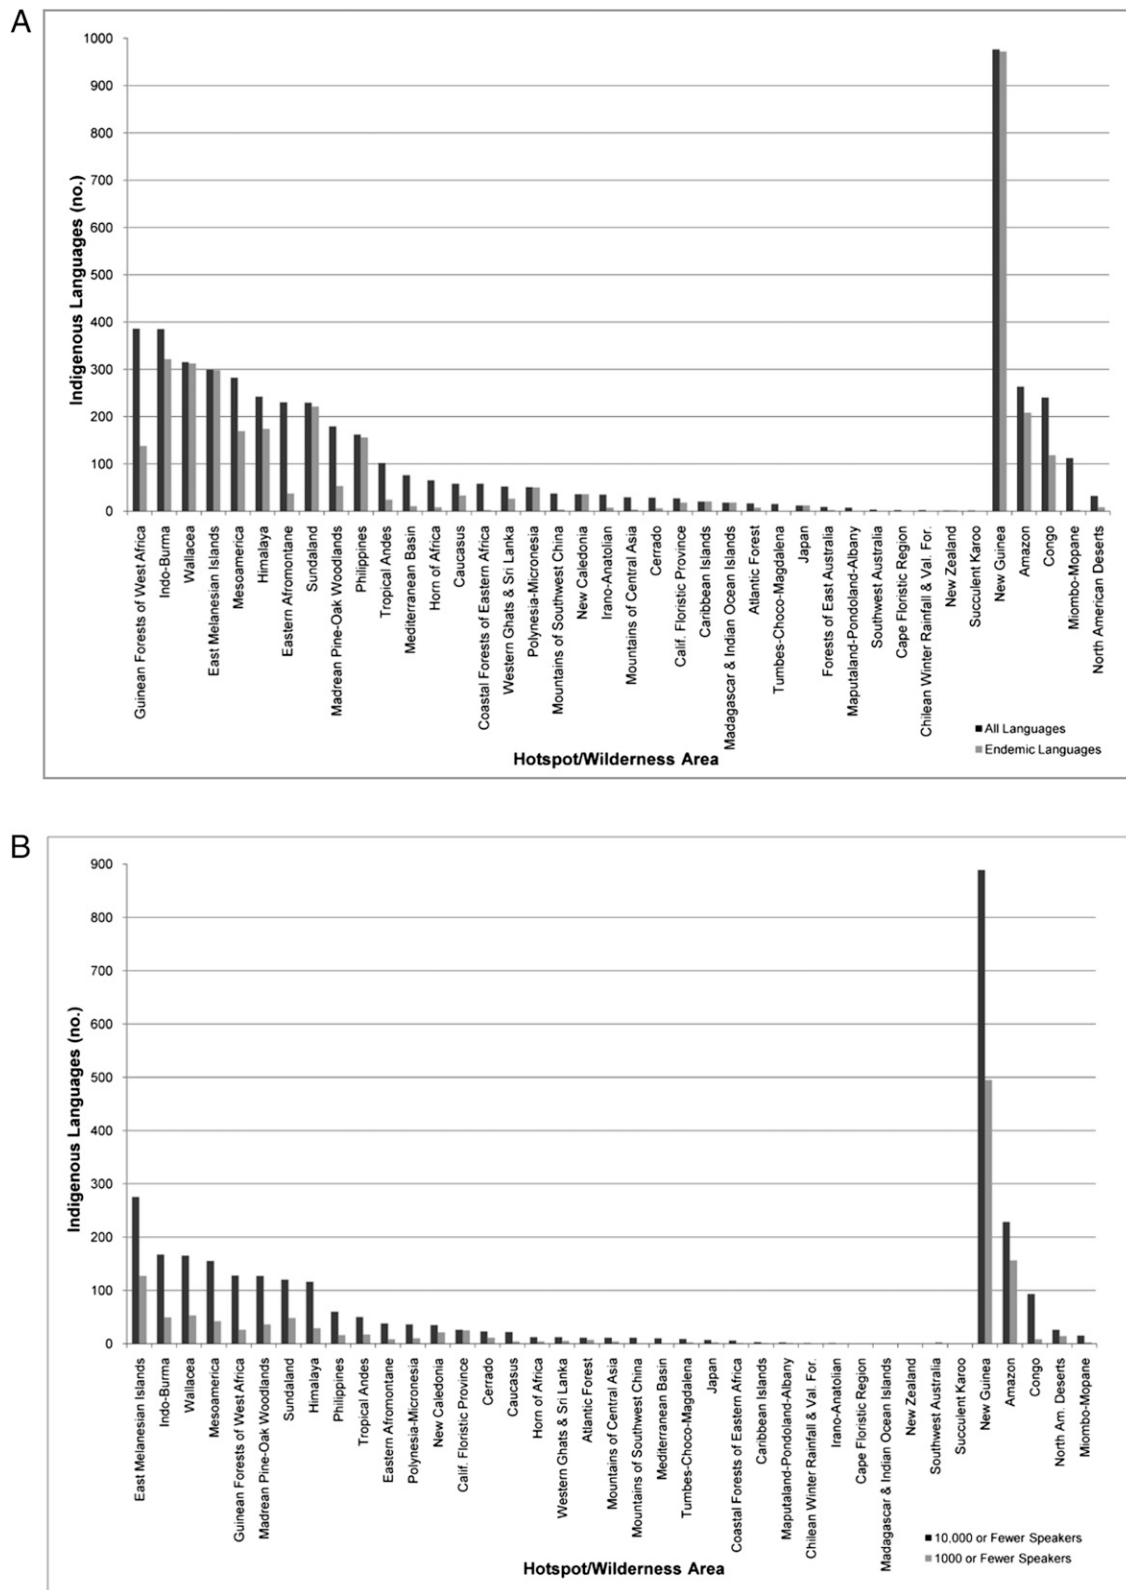 A
Indigenous Languages (no.)
1000
900
800
700
600
500
400
300
200
100
0
Guinean Forests of West Africa
Indo-Burma
Wallacea
East Melanesian Islands
Mesoamerica
Himalaya
Eastern Afromontane
Sundaland
Madrean Pine-Oak Woodlands
Philippines
Tropical Andes
Mediterranean Basin
Horn of Africa
Caucasus
Coastal Forests of Eastern Africa
Western Ghats & Sri Lanka
Polynesia-Micronesia
Mountains of Southwest China
New Caledonia
Irano-Anatolian
Mountains of Central Asia
Cerrado
Calif. Floristic Province
Caribbean Islands
Madagascar & Indian Ocean Islands
Atlantic Forest
Tumbes-Choco-Magdalena
Japan
Forests of East Australia
Maputaland-Pondoland-Albany
Southwest Australia
Cape Floristic Region
Chilean Winter Rainfall & Val. For.
New Zealand
Succulent Karoo
New Guinea
Amazon
Congo
Miombo-Mopane
North American Deserts
All Languages
Endemic Languages
Hotspot/Wilderness Area
B
Indigenous Languages (no.)
900
800
700
600
500
400
300
200
100
0
East Melanesian Islands
Indo-Burma
Wallacea
Mesoamerica
Guinean Forests of West Africa
Madrean Pine-Oak Woodlands
Sundaland
Himalaya
Philippines
Tropical Andes
Eastern Afromontane
Polynesia-Micronesia
New Caledonia
Calif. Floristic Province
Cerrado
Caucasus
Horn of Africa
Western Ghats & Sri Lanka
Atlantic Forest
Mountains of Central Asia
Mountains of Southwest China
Mediterranean Basin
Tumbes-Choco-Magdalena
Japan
Coastal Forests of Eastern Africa
Caribbean Islands
Maputaland-Pondoland-Albany
Chilean Winter Rainfall & Val. For.
Irano-Anatolian
Cape Floristic Region
Madagascar & Indian Ocean Islands
New Zealand
Southwest Australia
Succulent Karoo
New Guinea
Amazon
Congo
North Am. Deserts
Miombo-Mopane
10,000 or Fewer Speakers
1000 or Fewer Speakers
Hotspot/Wilderness Area